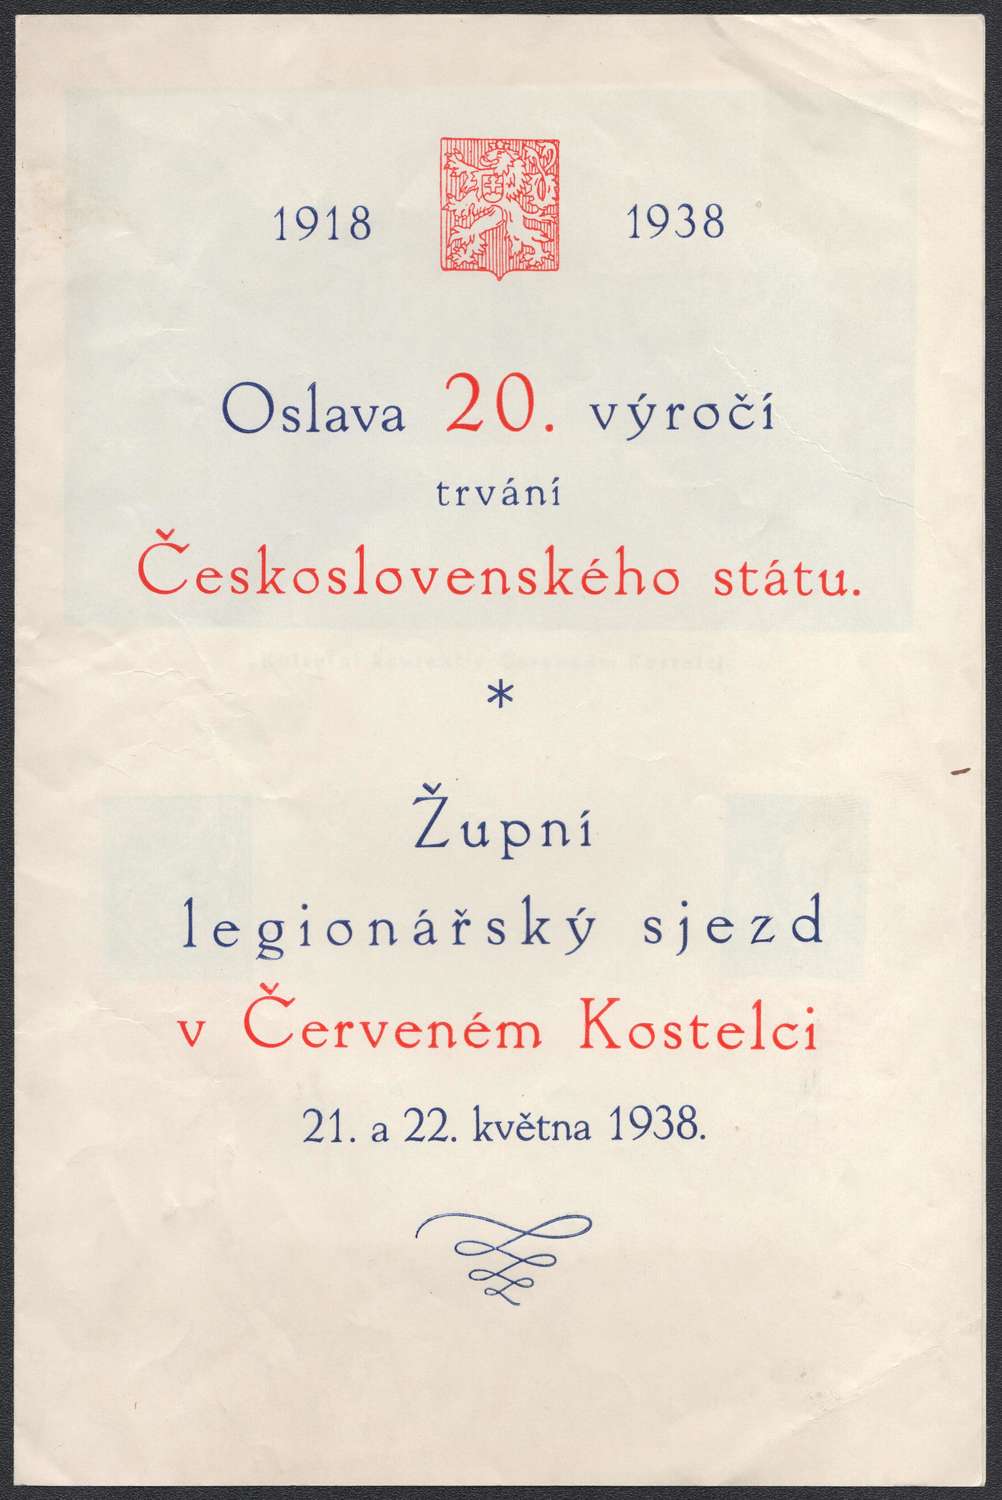 1918 1938
Oslava 20. výročí
trvání
Československého státu.
*
Župní
legionářský sjezd
v Červeném Kostelci
21. a 22. května 1938.